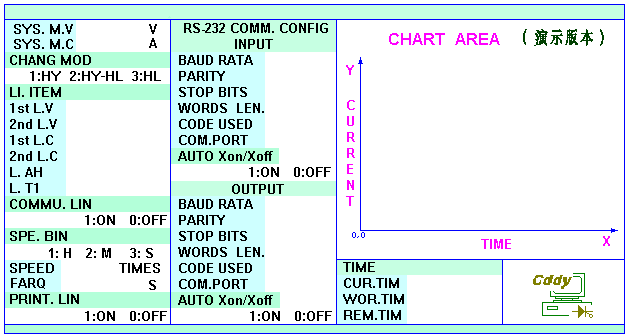 SYS. M.V V
SYS. M.C A
CHANG MOD
1:HY 2:HY-HL 3:HL
LI. ITEM
1st L.V
2nd L.V
1st L.C
2nd L.C
L. AH
L. T1
COMMU. LIN
1:ON 0:OFF
SPE. BIN
1: H 2: M 3: S
SPEED TIMES
FARQ S
PRINT. LIN
1:ON 0:OFF
RS-232 COMM. CONFIG
INPUT
BAUD RATA
PARITY
STOP BITS
WORDS LEN.
CODE USED
COM.PORT
AUTO Xon/Xoff
1:ON 0:OFF
OUTPUT
BAUD RATA
PARITY
STOP BITS
WORDS LEN.
CODE USED
COM.PORT
AUTO Xon/Xoff
1:ON 0:OFF
CHART AREA (演示版本)
Y
CURRENT
0,0
TIME
X
TIME
CUR.TIM
WOR.TIM
REM.TIM
Cddy